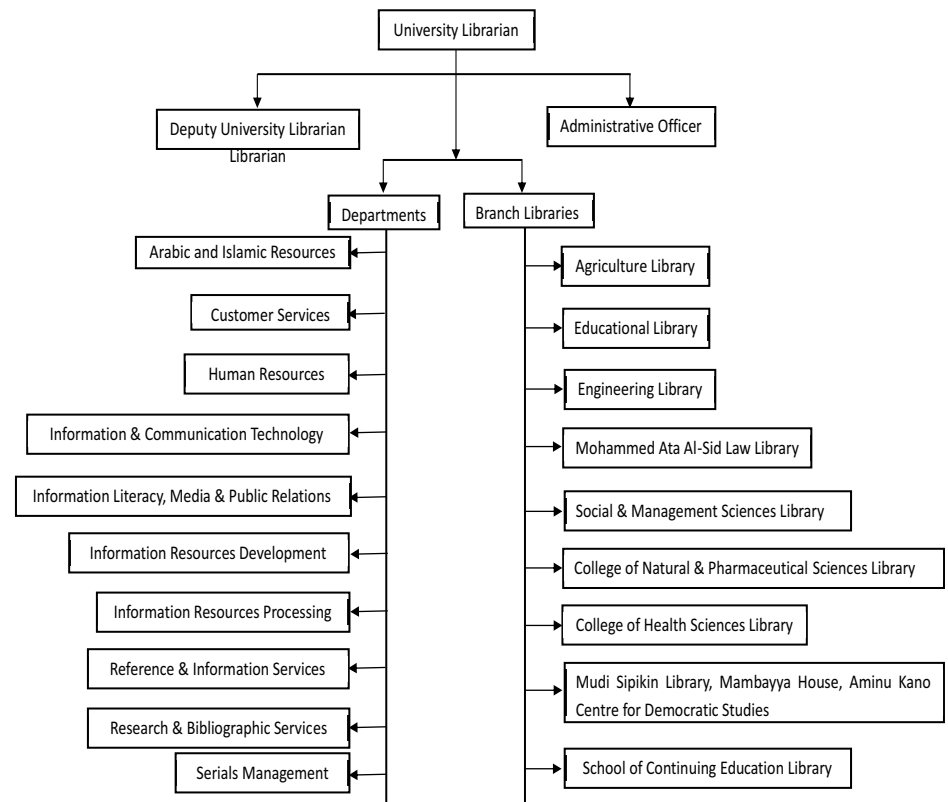 University Librarian
Deputy University Librarian
Librarian
Administrative Officer
Departments
Branch Libraries
Arabic and Islamic Resources
Customer Services
Human Resources
Information & Communication Technology
Information Literacy, Media & Public Relations
Information Resources Development
Information Resources Processing
Reference & Information Services
Research & Bibliographic Services
Serials Management
Agriculture Library
Educational Library
Engineering Library
Mohammed Ata Al-Sid Law Library
Social & Management Sciences Library
College of Natural & Pharmaceutical Sciences Library
College of Health Sciences Library
Mudi Sipikin Library, Mambayya House, Aminu Kano
Centre for Democratic Studies
School of Continuing Education Library